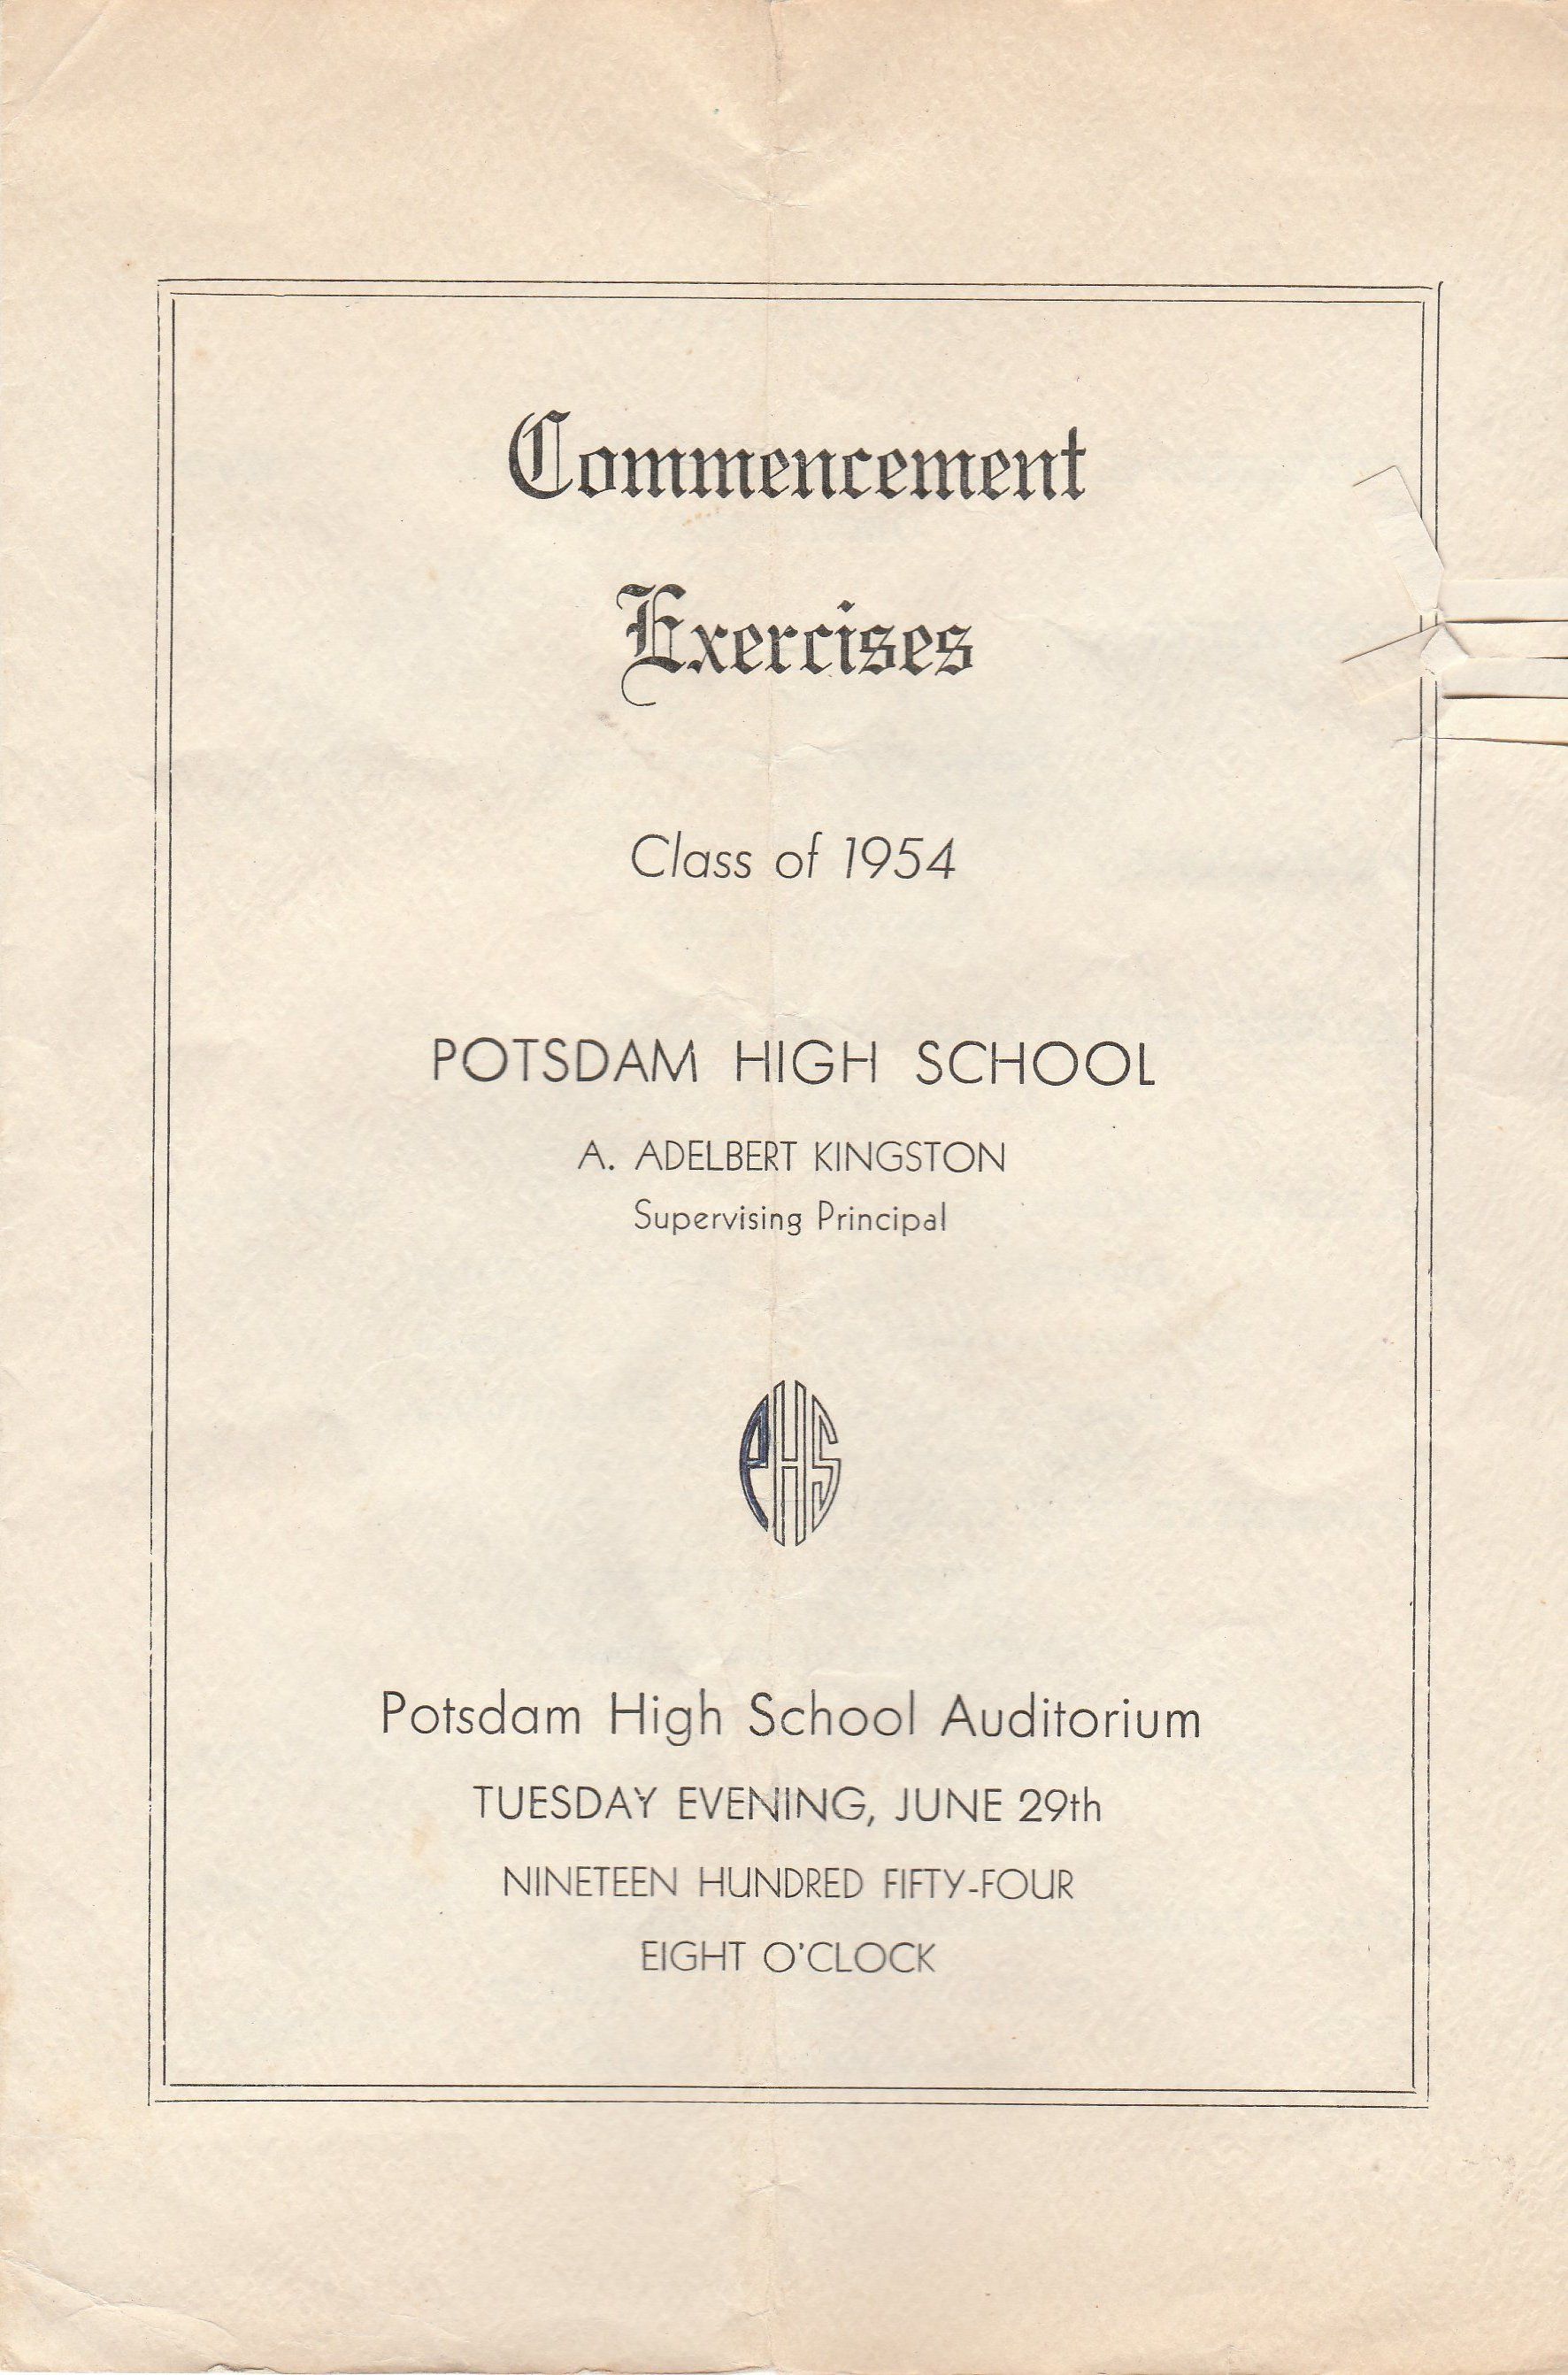 Commencement
Exercises
Class of 1954
POTSDAM HIGH SCHOOL
A. ADELBERT KINGSTON
Supervising Principal
PHS
Potsdam High School Auditorium
TUESDAY EVENING, JUNE 29th
NINETEEN HUNDRED FIFTY-FOUR
EIGHT O'CLOCK